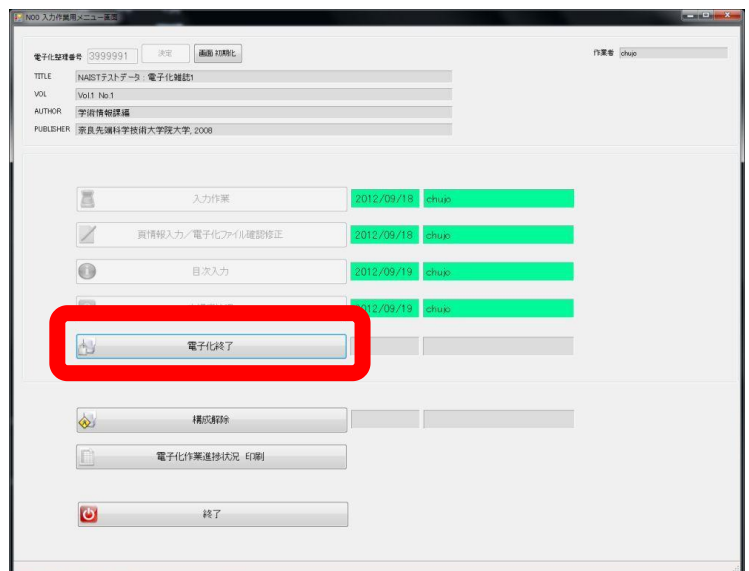 N00 入力作業用メニュー画面
電子化整理番号 3999991 決定 画面 初期化 作業者 chujo
TITLE NAISTテストデータ : 電子化雑誌1
VOL Vol.1 No.1
AUTHOR 学術情報課編
PUBLISHER 奈良先端科学技術大学院大学, 2008
入力作業 2012/09/18 chujo
頁情報入力／電子化ファイル確認修正 2012/09/18 chujo
目次入力 2012/09/19 chujo
2012/09/19 chujo
電子化終了
構成解除
電子化作業進捗状況 印刷
終了